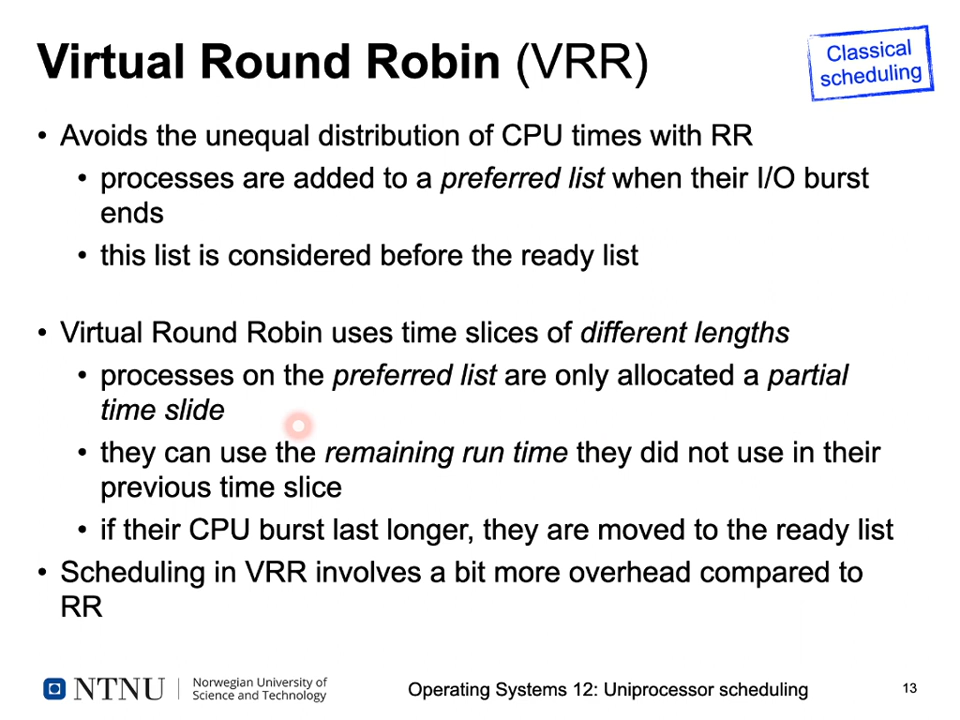 Virtual Round Robin (VRR)
Classical
scheduling
• Avoids the unequal distribution of CPU times with RR
• processes are added to a preferred list when their I/O burst
ends
• this list is considered before the ready list
• Virtual Round Robin uses time slices of different lengths
• processes on the preferred list are only allocated a partial
time slide
• they can use the remaining run time they did not use in their
previous time slice
• if their CPU burst last longer, they are moved to the ready list
• Scheduling in VRR involves a bit more overhead compared to
RR
NTNU
Norwegian University of
Science and Technology
Operating Systems 12: Uniprocessor scheduling
13